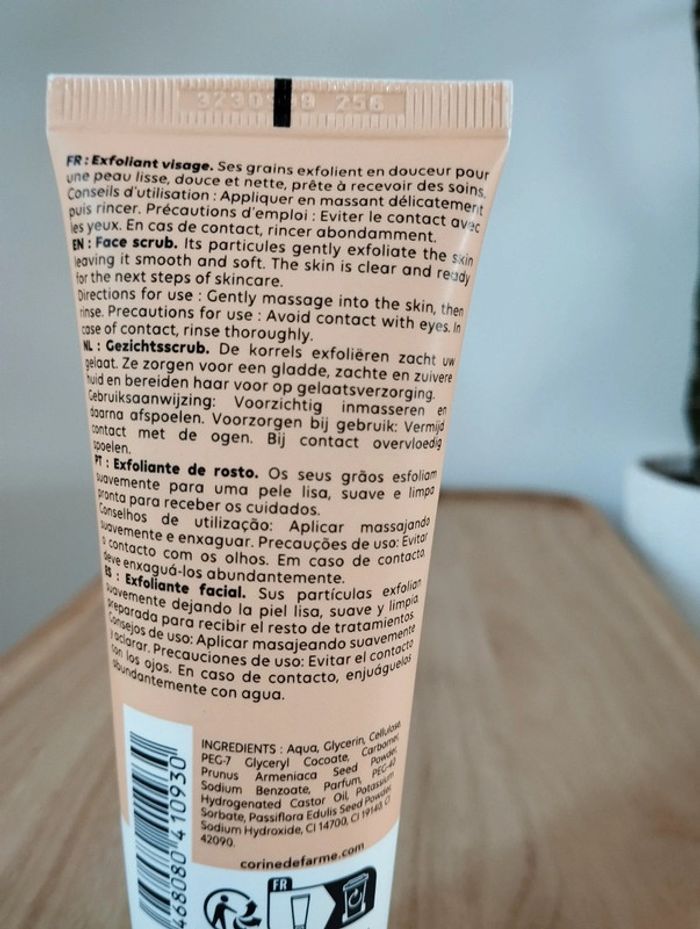 256
FR : Exfoliant visage. Ses grains exfolient en douceur pour
une peau lisse, douce et nette, prête à recevoir des soins.
Conseils d'utilisation : Appliquer en massant délicatement
puis rincer. Précautions d'emploi : Eviter le contact avec
les yeux. En cas de contact, rincer abondamment.
EN : Face scrub. Its particules gently exfoliate the skin
leaving it smooth and soft. The skin is clear and ready
for the next steps of skincare.
Directions for use : Gently massage into the skin, then
rinse. Precautions for use : Avoid contact with eyes. In
case of contact, rinse thoroughly.
NL : Gezichtsscrub. De korrels exfoliëren zacht uw
gelaat. Ze zorgen voor een gladde, zachte en zuivere
huid en bereiden haar voor op gelaatsverzorging.
Gebruiksaanwijzing: Voorzichtig inmasseren en
daarna afspoelen. Voorzorgen bij gebruik: Vermijd
contact met de ogen. Bij contact overvloedig
spoelen.
PT : Exfoliante de rosto. Os seus grãos esfoliam
suavemente para uma pele lisa, suave e limpa
pronta para receber os cuidados.
Conselhos de utilização: Aplicar massajando
suavemente e enxaguar. Precauções de uso: Evitar
o contacto com os olhos. Em caso de contacto,
deve enxaguá-los abundantemente.
ES : Exfoliante facial. Sus partículas exfolian
suavemente dejando la piel lisa, suave y limpia,
preparada para recibir el resto de tratamientos.
Consejos de uso: Aplicar masajeando suavemente
y aclarar. Precauciones de uso: Evitar el contacto
con los ojos. En caso de contacto, enjuáguelos
abundantemente con agua.
INGREDIENTS : Aqua, Glycerin, Cellulose,
PEG-7 Glyceryl Cocoate, Carbomer,
Prunus Armeniaca Seed Powder,
Sodium Benzoate, Parfum, PEG-40
Hydrogenated Castor Oil, Potassium
Sorbate, Passiflora Edulis Seed Powder,
Sodium Hydroxide, CI 14700, CI 19140, CI
42090.
corinedefarme.com
468080 410930
FR